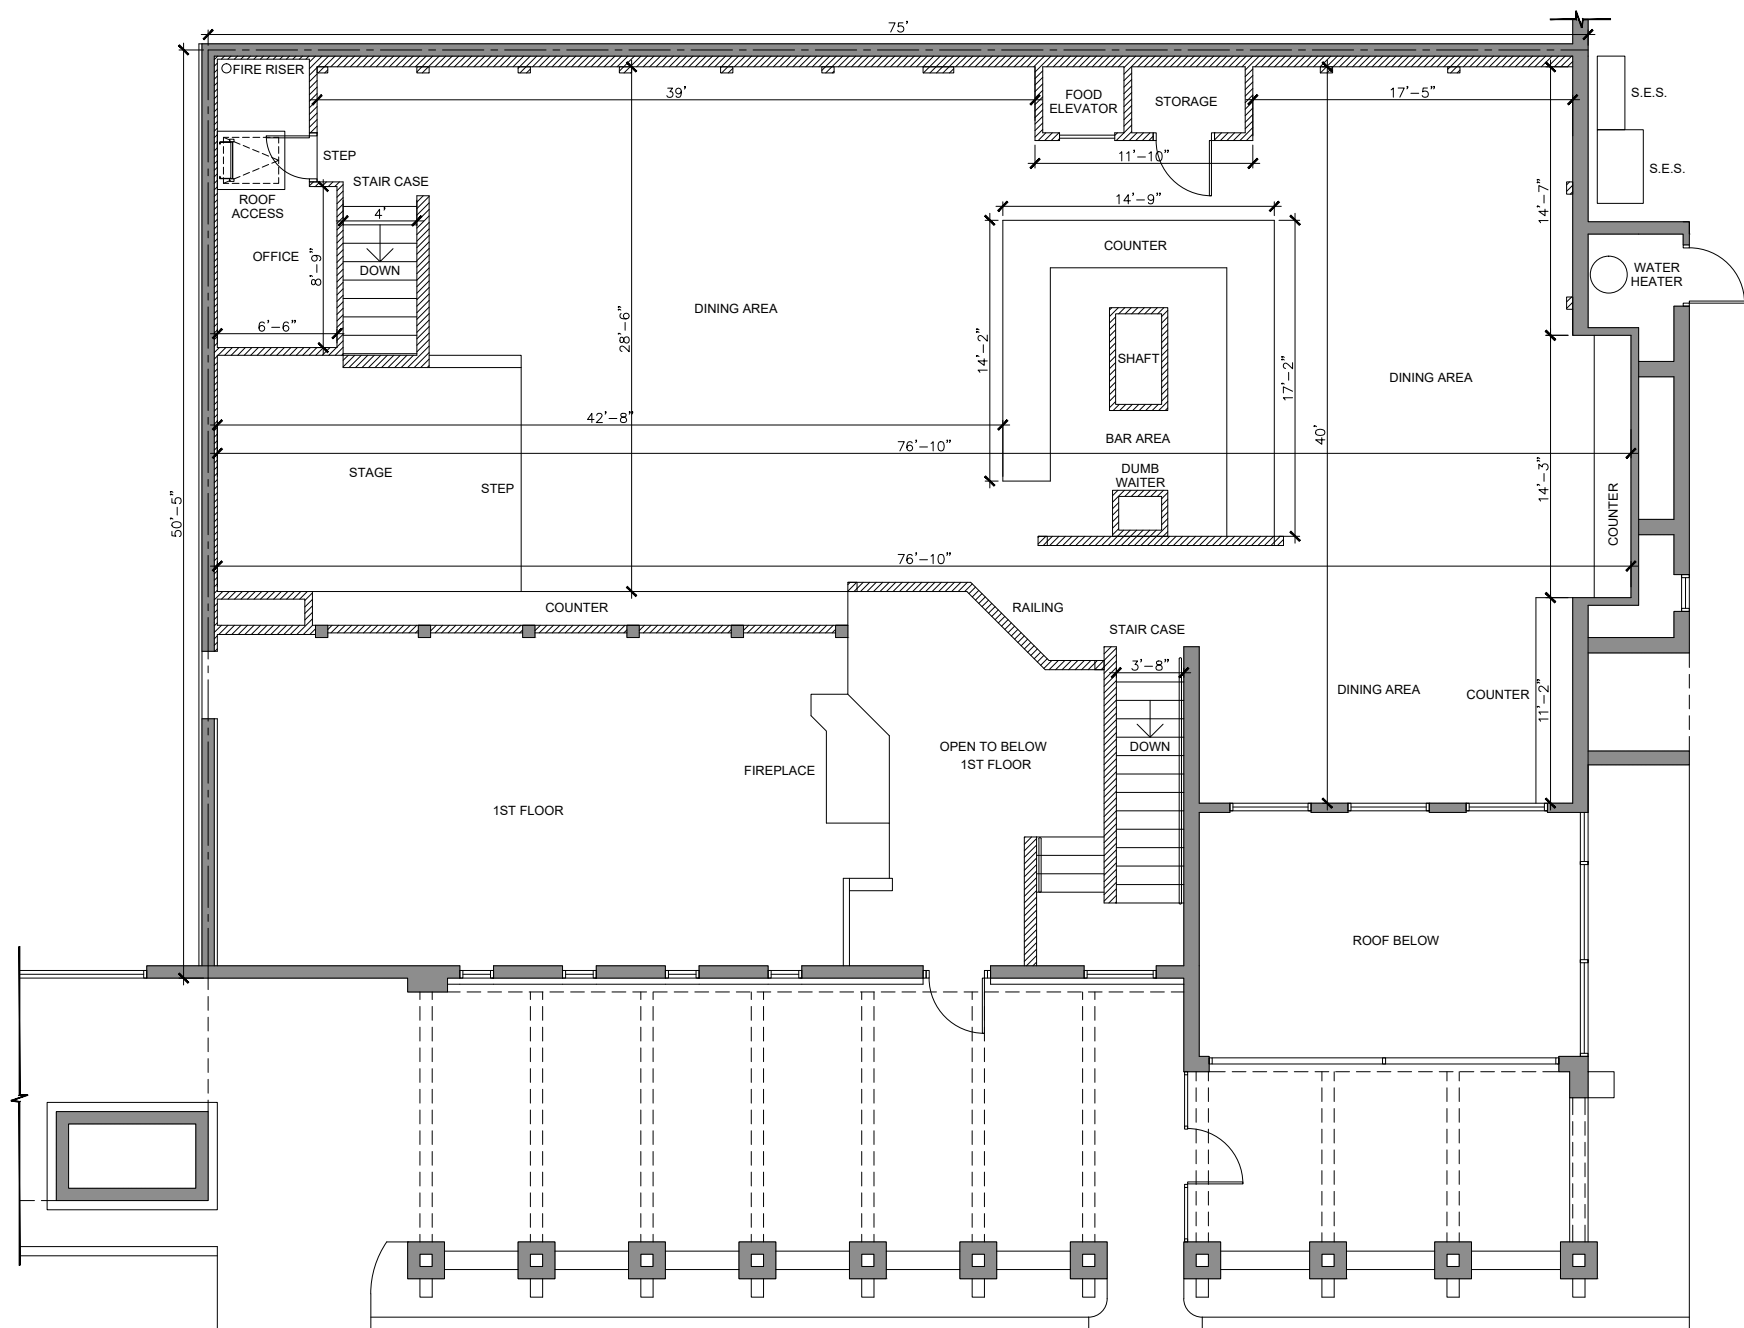 75'
FIRE RISER
39'
FOOD
ELEVATOR
STORAGE
17'-5"
S.E.S.
STEP
11'-10"
S.E.S.
STAIR CASE
ROOF
ACCESS
14'-9"
14'-7"
4'
COUNTER
OFFICE
8'-9"
DOWN
WATER
HEATER
DINING AREA
6'-6"
28'-6"
14'-2"
SHAFT
17'-2"
DINING AREA
42'-8"
40'
BAR AREA
76'-10"
STAGE
STEP
DUMB
WAITER
14'-3"
50'-5"
COUNTER
76'-10"
COUNTER
RAILING
STAIR CASE
3'-8"
DINING AREA
COUNTER
11'-2"
OPEN TO BELOW
1ST FLOOR
DOWN
FIREPLACE
1ST FLOOR
ROOF BELOW